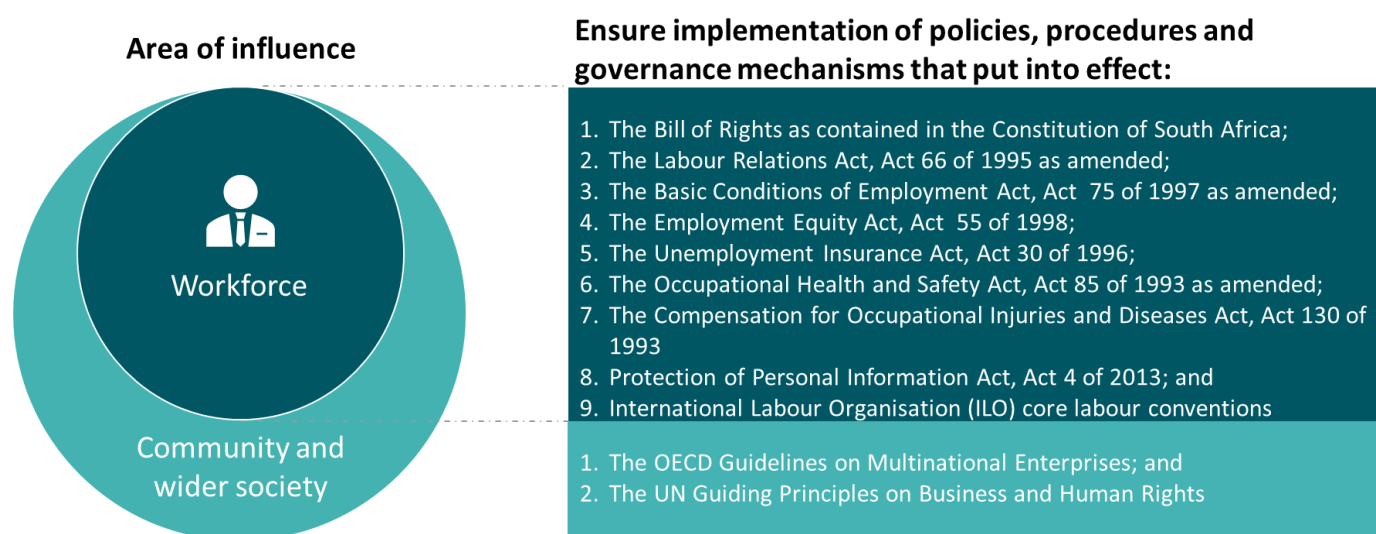 Area of influence
Workforce
Community and
wider society
Ensure implementation of policies, procedures and
governance mechanisms that put into effect:
1. The Bill of Rights as contained in the Constitution of South Africa;
2. The Labour Relations Act, Act 66 of 1995 as amended;
3. The Basic Conditions of Employment Act, Act 75 of 1997 as amended;
4. The Employment Equity Act, Act 55 of 1998;
5. The Unemployment Insurance Act, Act 30 of 1996;
6. The Occupational Health and Safety Act, Act 85 of 1993 as amended;
7. The Compensation for Occupational Injuries and Diseases Act, Act 130 of
1993
8. Protection of Personal Information Act, Act 4 of 2013; and
9. International Labour Organisation (ILO) core labour conventions
1. The OECD Guidelines on Multinational Enterprises; and
2. The UN Guiding Principles on Business and Human Rights